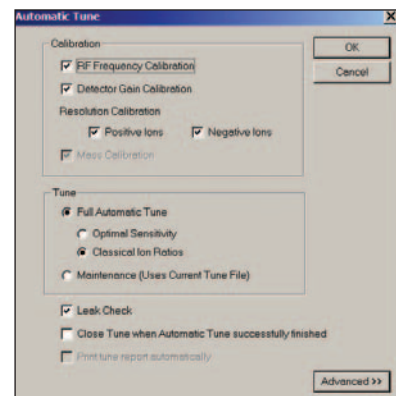 Automatic Tune
Calibration
OK
RF Frequency Calibration
Cancel
Detector Gain Calibration
Resolution Calibration
Positive Ions Negative Ions
Mass Calibration
Tune
Full Automatic Tune
Optimal Sensitivity
Classical Ion Ratios
Maintenance (Uses Current Tune File)
Leak Check
Close Tune when Automatic Tune successfully finished
Print tune report automatically
Advanced >>